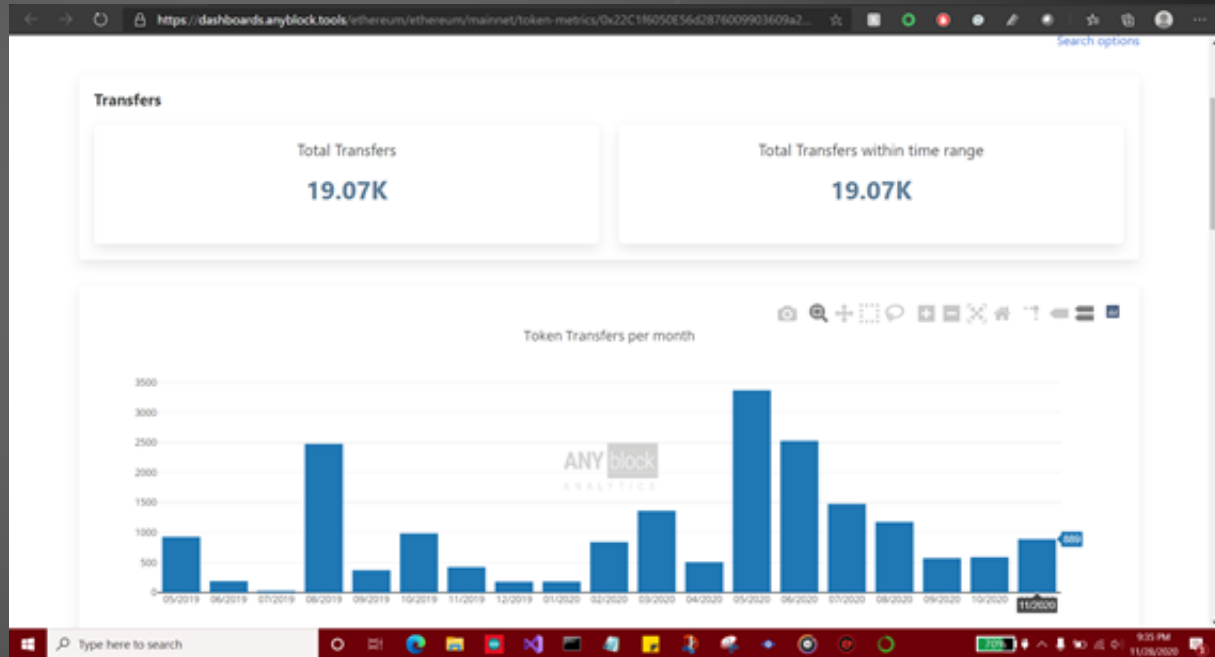 https://dashboards.anyblock.tools/ethereum/ethereum/mainnet/token-metrics/0x22C1f6050E56d2876009903609a2...
Search options
Transfers
Total Transfers
19.07K
Total Transfers within time range
19.07K
Token Transfers per month
3500
3000
2500
2000
1500
1000
500
0
ANY block
ANALYTICS
889
05/2019 06/2019 07/2019 08/2019 09/2019 10/2019 11/2019 12/2019 01/2020 02/2020 03/2020 04/2020 05/2020 06/2020 07/2020 08/2020 09/2020 10/2020 11/2020
Type here to search
70%
9:35 PM
11/28/2020